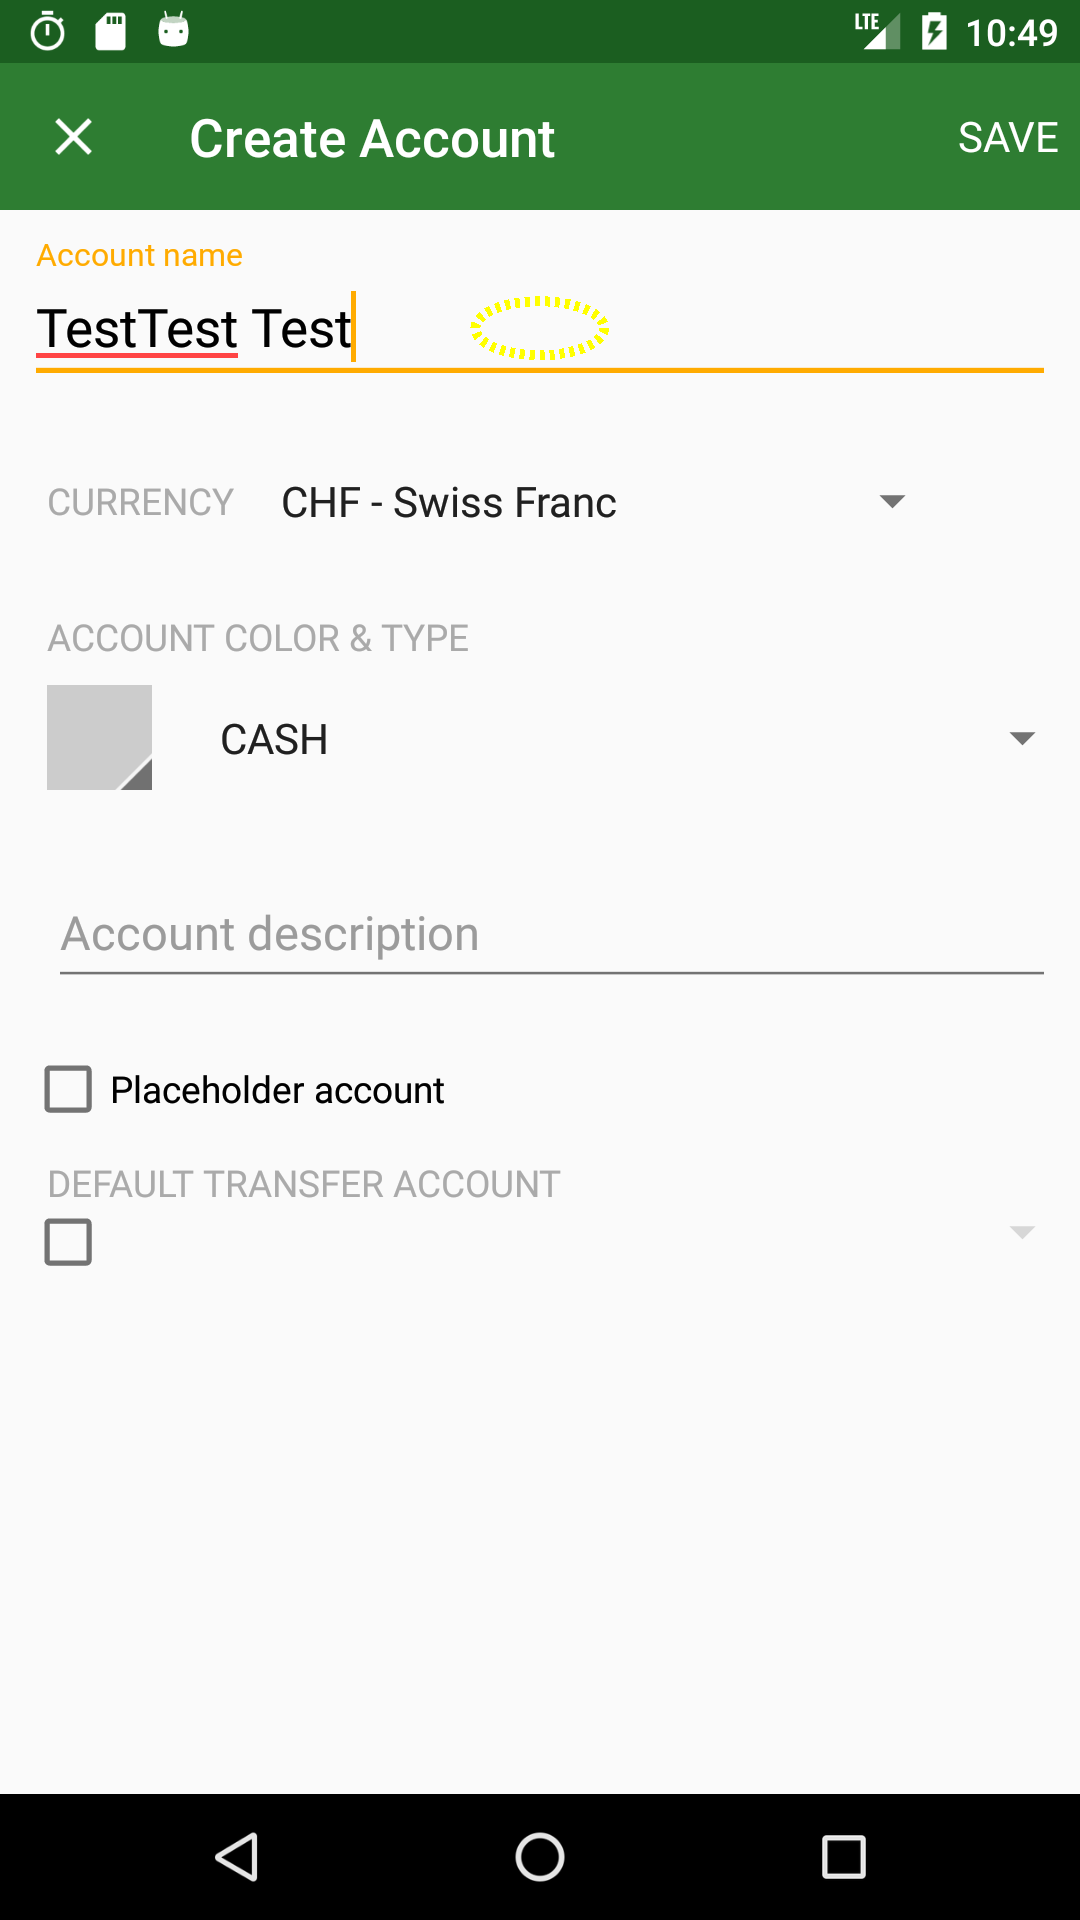 LTE 10:49
Create Account SAVE
Account name
TestTest Test
CURRENCY CHF - Swiss Franc
ACCOUNT COLOR & TYPE
CASH
Account description
Placeholder account
DEFAULT TRANSFER ACCOUNT